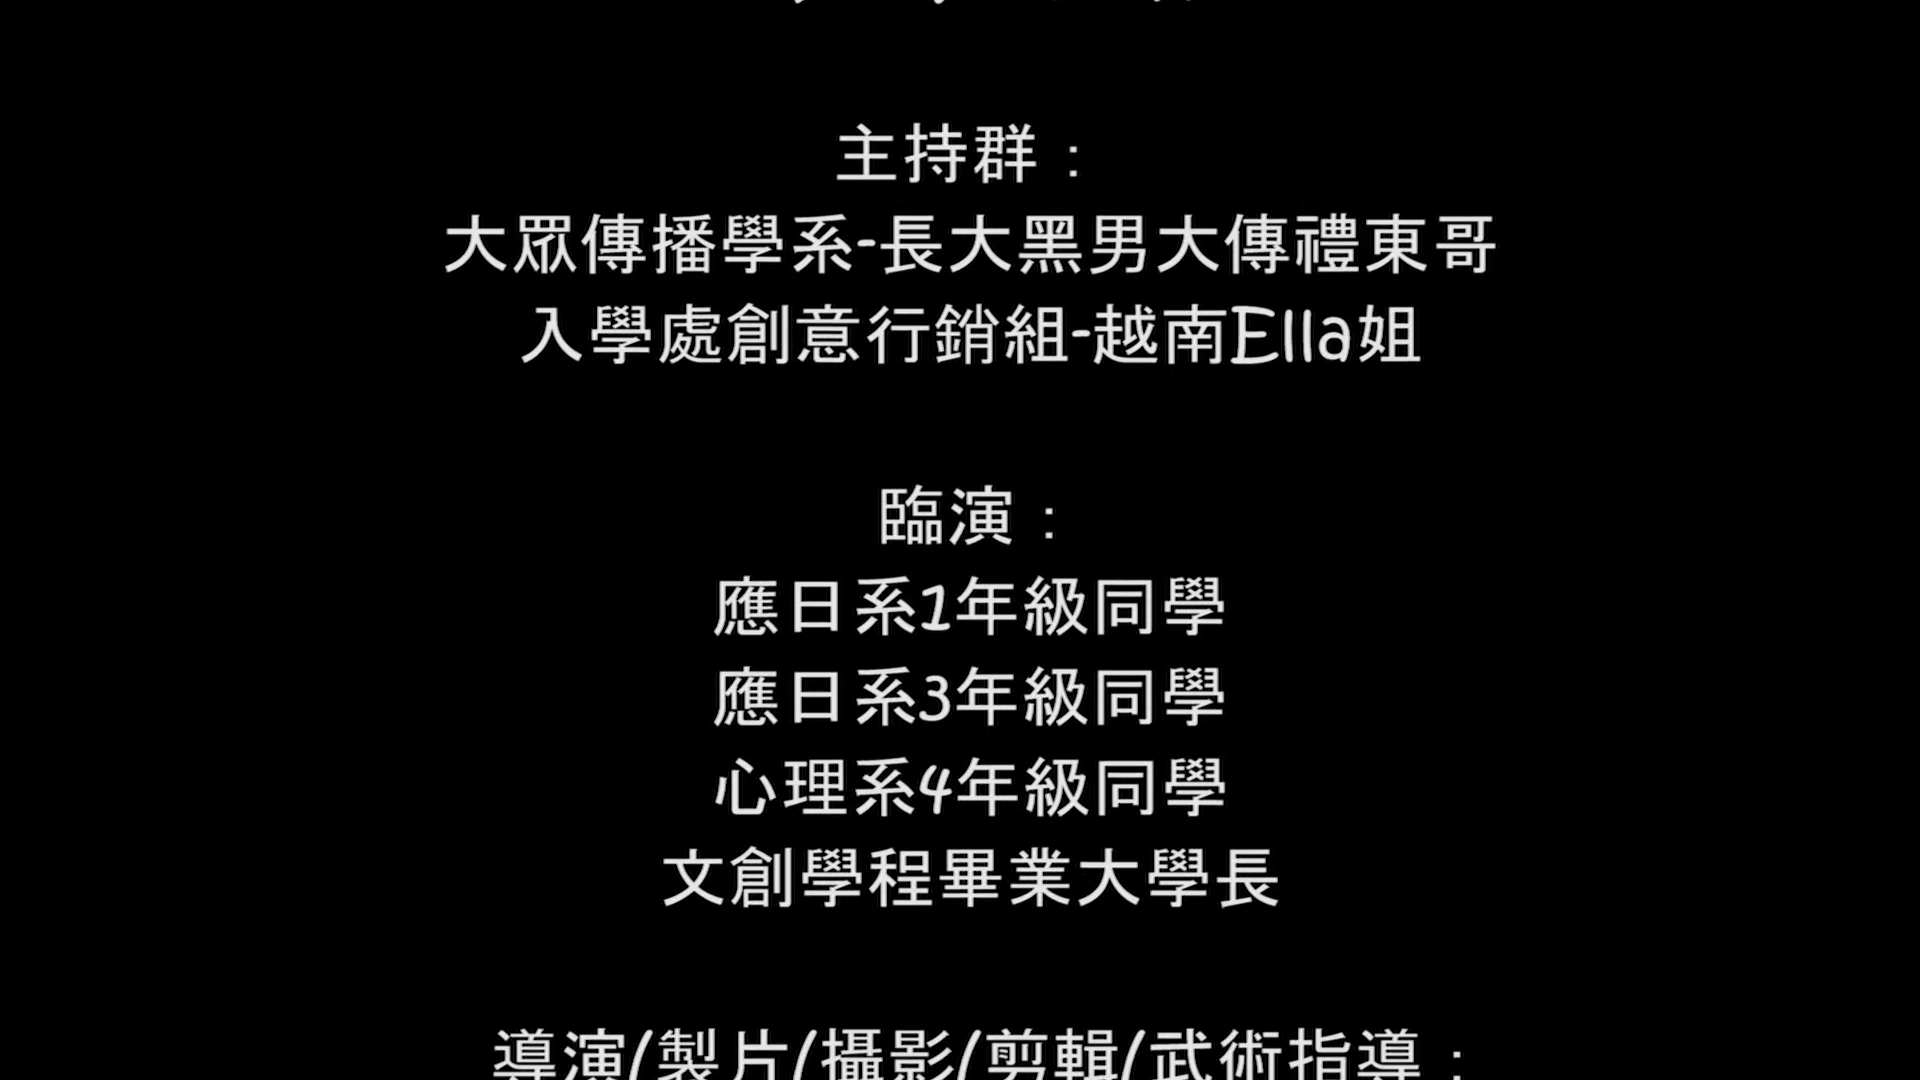 主持群：
大眾傳播學系-長大黑男大傳禮東哥
入學處創意行銷組-越南Ella姐
臨演：
應日系1年級同學
應日系3年級同學
心理系4年級同學
文創學程畢業大學長
導演/製片/攝影/剪輯/武術指導：